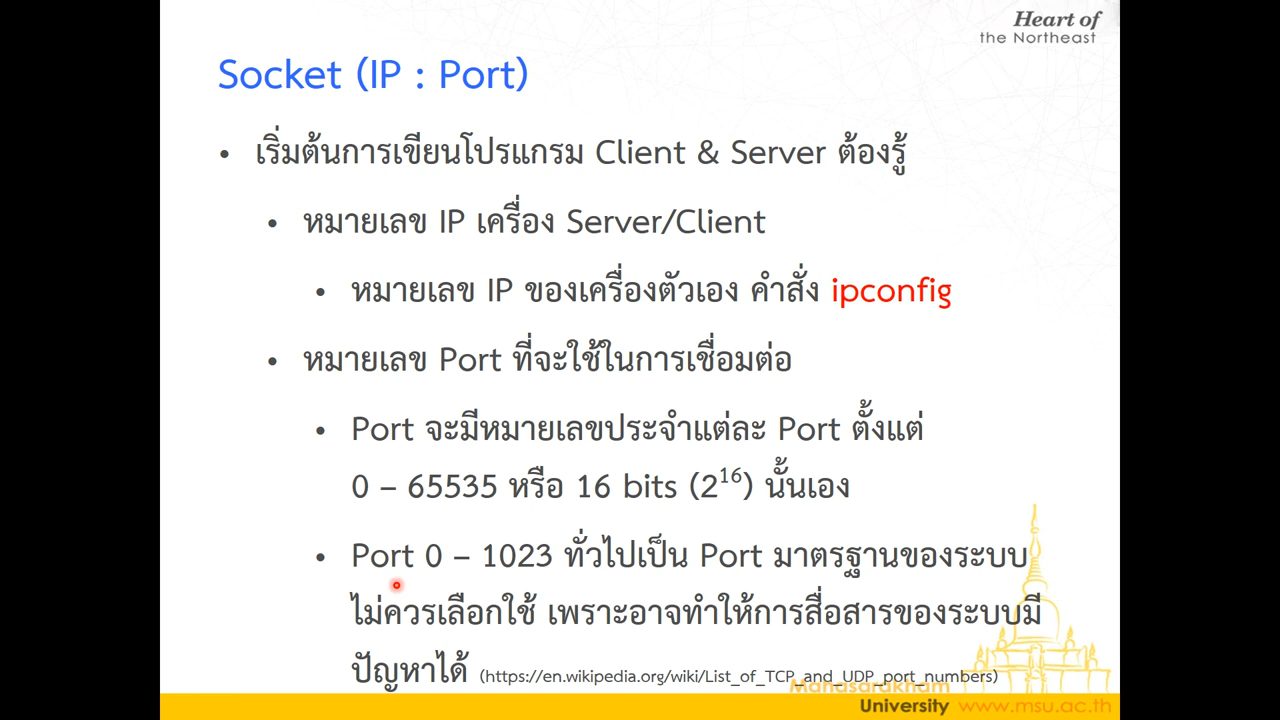 Heart of
the Northeast
Socket (IP : Port)
• เริ่มต้นการเขียนโปรแกรม Client & Server ต้องรู้
• หมายเลข IP เครื่อง Server/Client
• หมายเลข IP ของเครื่องตัวเอง คำสั่ง ipconfig
• หมายเลข Port ที่จะใช้ในการเชื่อมต่อ
• Port จะมีหมายเลขประจำแต่ละ Port ตั้งแต่
0 – 65535 หรือ 16 bits (2¹⁶) นั้นเอง
• Port 0 – 1023 ทั่วไปเป็น Port มาตรฐานของระบบ
ไม่ควรเลือกใช้ เพราะอาจทำให้การสื่อสารของระบบมี
ปัญหาได้ (https://en.wikipedia.org/wiki/List_of_TCP_and_UDP_port_numbers)
Mahasarakham
University www.msu.ac.th